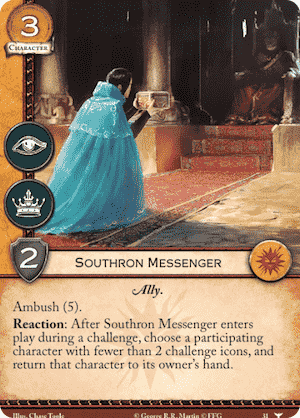 3
CHARACTER
2
SOUTHRON MESSENGER
Ally.
Ambush (5).
Reaction: After Southron Messenger enters
play during a challenge, choose a participating
character with fewer than 2 challenge icons, and
return that character to its owner's hand.
Illus. Chase Toole
© George R.R. Martin © FFG